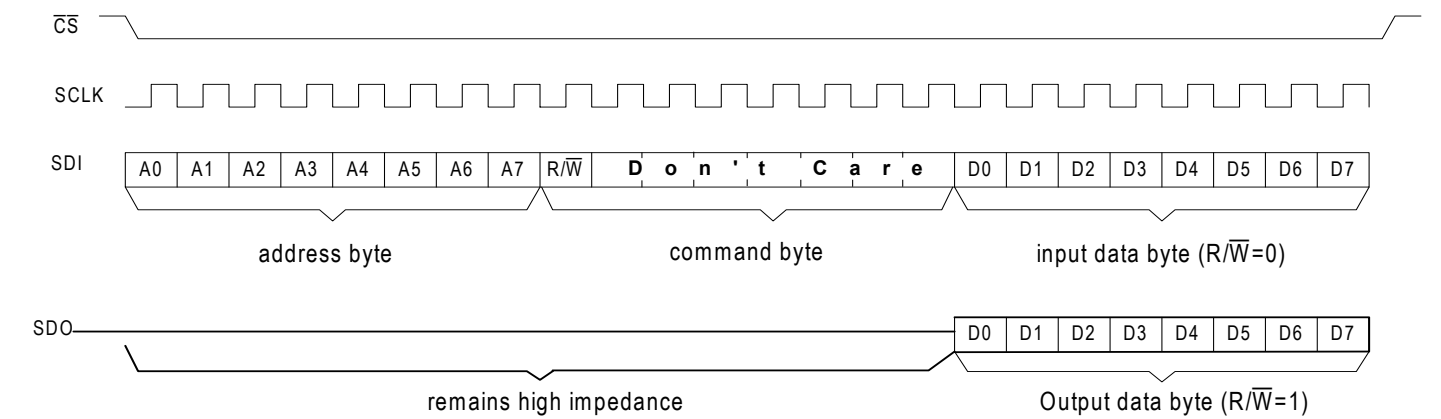 C̅S̅
SCLK
SDI A0 A1 A2 A3 A4 A5 A6 A7 R/W̅ Don't Care D0 D1 D2 D3 D4 D5 D6 D7
address byte command byte input data byte (R/W̅=0)
SDO D0 D1 D2 D3 D4 D5 D6 D7
remains high impedance Output data byte (R/W̅=1)